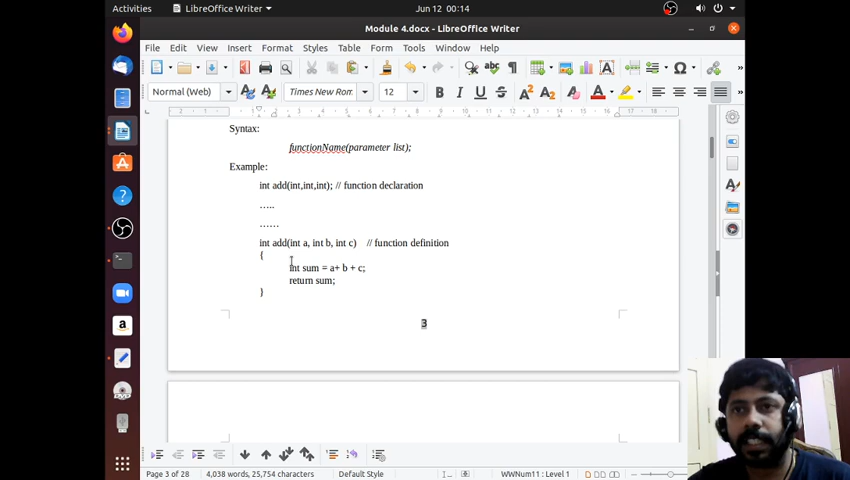 Activities
LibreOffice Writer
Jun 12 00:14
Module 4.docx - LibreOffice Writer
File Edit View Insert Format Styles Table Form Tools Window Help
Normal (Web)
Times New Rom
12
B I U S
Syntax:
functionName(parameter list);
Example:
int add(int,int,int); // function declaration
…..
……
int add(int a, int b, int c) // function definition
{
int sum = a+ b + c;
return sum;
}
3
Page 3 of 28
4,038 words, 25,754 characters
Default Style
WWNum11 : Level 1